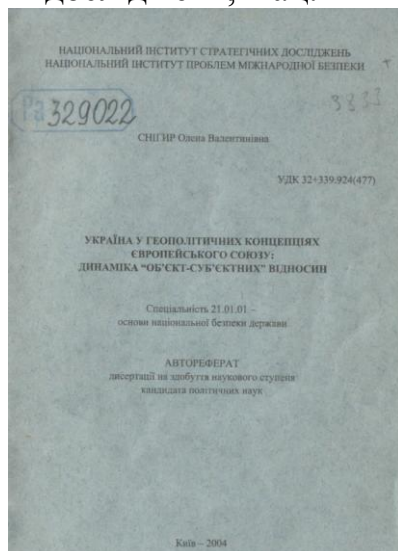 НАЦІОНАЛЬНИЙ ІНСТИТУТ СТРАТЕГІЧНИХ ДОСЛІДЖЕНЬ
НАЦІОНАЛЬНИЙ ІНСТИТУТ ПРОБЛЕМ МІЖНАРОДНОЇ БЕЗПЕКИ
Ра 329022
СНІГИР Олена Валентинівна
УДК 32+339.924(477)
УКРАЇНА У ГЕОПОЛІТИЧНИХ КОНЦЕПЦІЯХ
ЄВРОПЕЙСЬКОГО СОЮЗУ:
ДИНАМІКА “ОБ’ЄКТ-СУБ’ЄКТНИХ” ВІДНОСИН
Спеціальність 21.01.01 –
основи національної безпеки держави
АВТОРЕФЕРАТ
дисертації на здобуття наукового ступеня
кандидата політичних наук
Київ – 2004